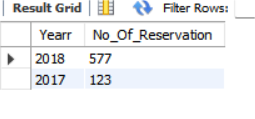 Result Grid Filter Rows:
Yearr No_Of_Reservation
2018 577
2017 123